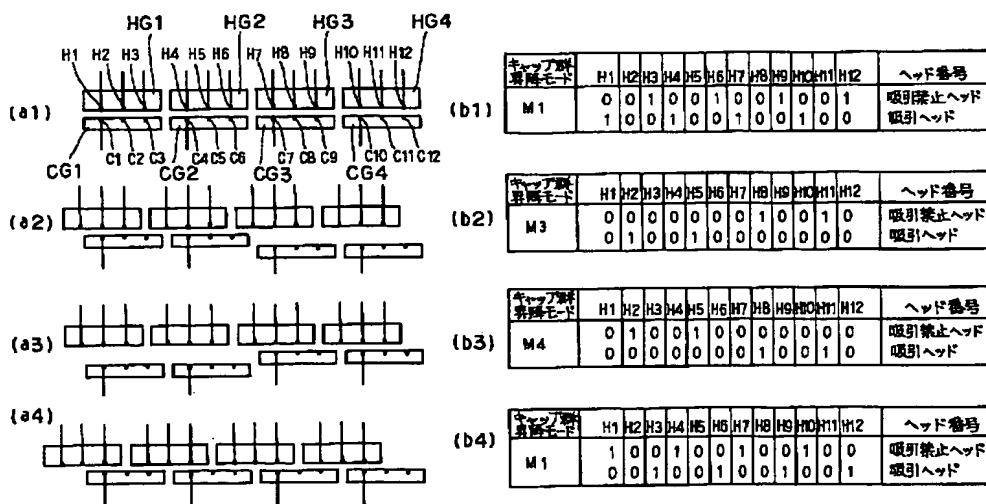 HG1 HG2 HG3 HG4
H1 H2 H3 H4 H5 H6 H7 H8 H9 H10 H11 H12
(a1)
C1 C2 C3 C4 C5 C6 C7 C8 C9 C10 C11 C12
CG1 CG2 CG3 CG4
(a2)
(a3)
(a4)
(b1)
キャップ群 昇降モード H1 H2 H3 H4 H5 H6 H7 H8 H9 H10 H11 H12 ヘッド番号
M1 0 0 1 0 0 1 0 0 1 0 0 1 吸引禁止ヘッド
1 0 0 1 0 0 1 0 0 1 0 0 吸引ヘッド
(b2)
キャップ群 昇降モード H1 H2 H3 H4 H5 H6 H7 H8 H9 H10 H11 H12 ヘッド番号
M3 0 0 0 0 0 0 0 1 0 0 1 0 吸引禁止ヘッド
0 1 0 0 1 0 0 0 0 0 0 0 吸引ヘッド
(b3)
キャップ群 昇降モード H1 H2 H3 H4 H5 H6 H7 H8 H9 H10 H11 H12 ヘッド番号
M4 0 1 0 0 1 0 0 0 0 0 0 0 吸引禁止ヘッド
0 0 0 0 0 0 0 1 0 0 1 0 吸引ヘッド
(b4)
キャップ群 昇降モード H1 H2 H3 H4 H5 H6 H7 H8 H9 H10 H11 H12 ヘッド番号
M1 1 0 0 1 0 0 1 0 0 1 0 0 吸引禁止ヘッド
0 0 1 0 0 1 0 0 1 0 0 1 吸引ヘッド